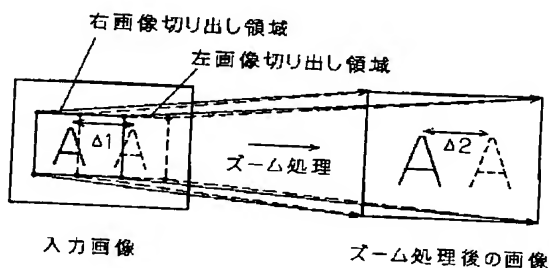 右画像切り出し領域
左画像切り出し領域
A Δ1 A
ズーム処理
A Δ2 A
入力画像
ズーム処理後の画像